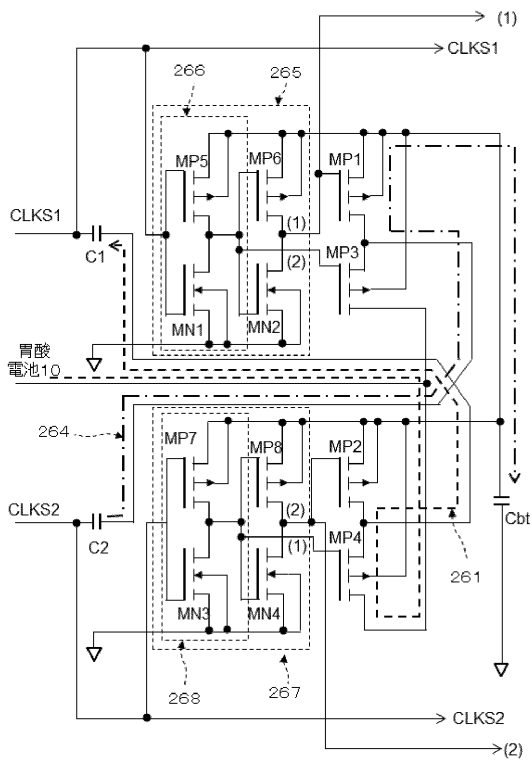 (1)
CLKS1
266
265
MP5
MP6
MP1
CLKS1
(1)
C1
(2)
MP3
MN1
MN2
胃酸
電池10
264
MP7
MP8
MP2
(2)
Cbt
CLKS2
(1)
MP4
C2
261
MN3
MN4
268
267
CLKS2
(2)